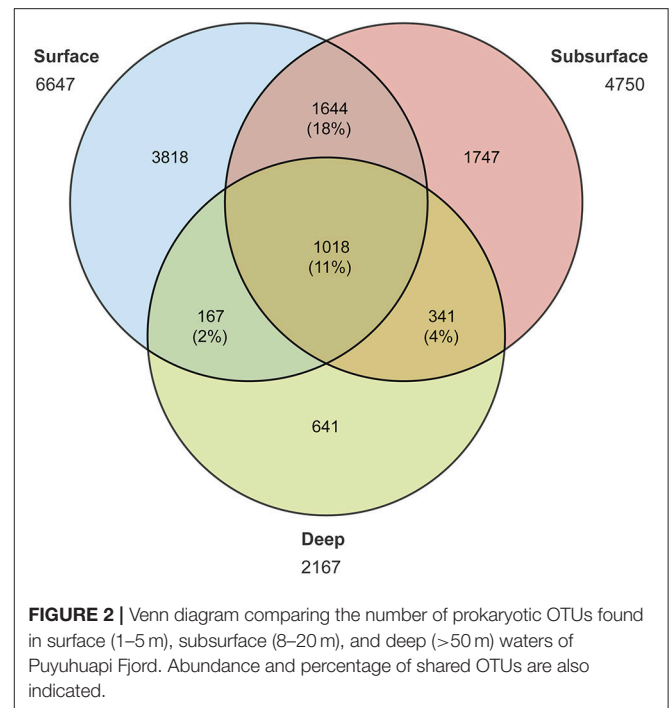 Surface
6647
Subsurface
4750
1644
(18%)
3818
1747
1018
(11%)
167
(2%)
341
(4%)
641
Deep
2167
FIGURE 2 | Venn diagram comparing the number of prokaryotic OTUs found
in surface (1–5 m), subsurface (8–20 m), and deep (>50 m) waters of
Puyuhuapi Fjord. Abundance and percentage of shared OTUs are also
indicated.